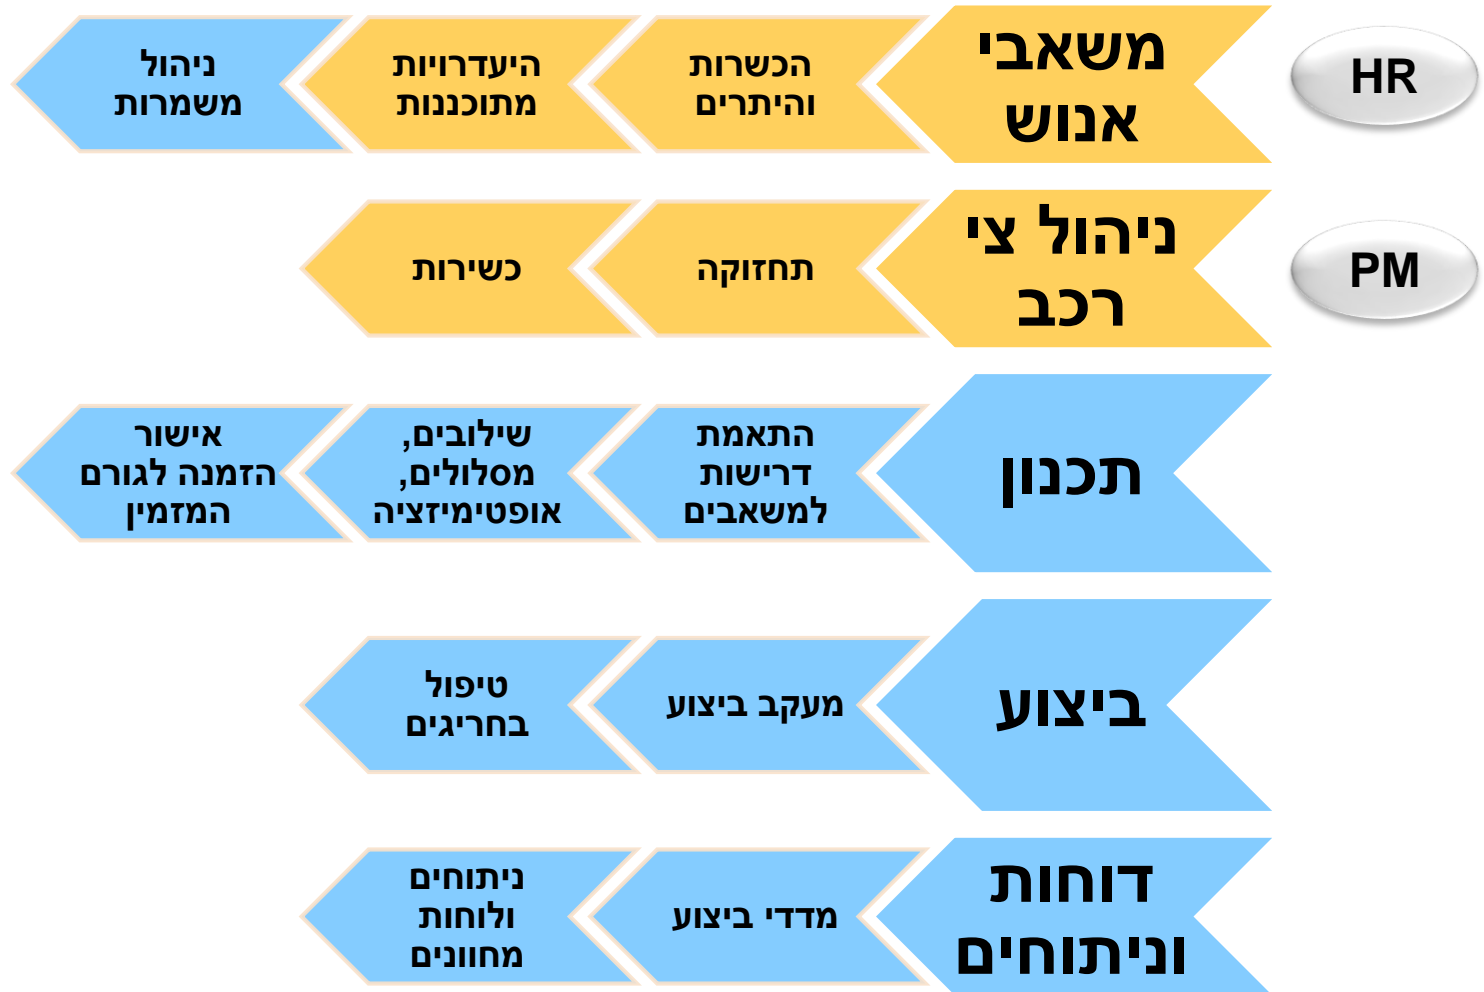 HR
משאבי
אנוש
הכשרות
והיתרים
היעדרויות
מתוכננות
ניהול
משמרות
PM
ניהול צי
רכב
תחזוקה
כשירות
תכנון
התאמת
דרישות
למשאבים
שילובים,
מסלולים,
אופטימיזציה
אישור
הזמנה לגורם
המזמין
ביצוע
מעקב ביצוע
טיפול
בחריגים
דוחות
וניתוחים
מדדי ביצוע
ניתוחים
ולוחות
מחוונים